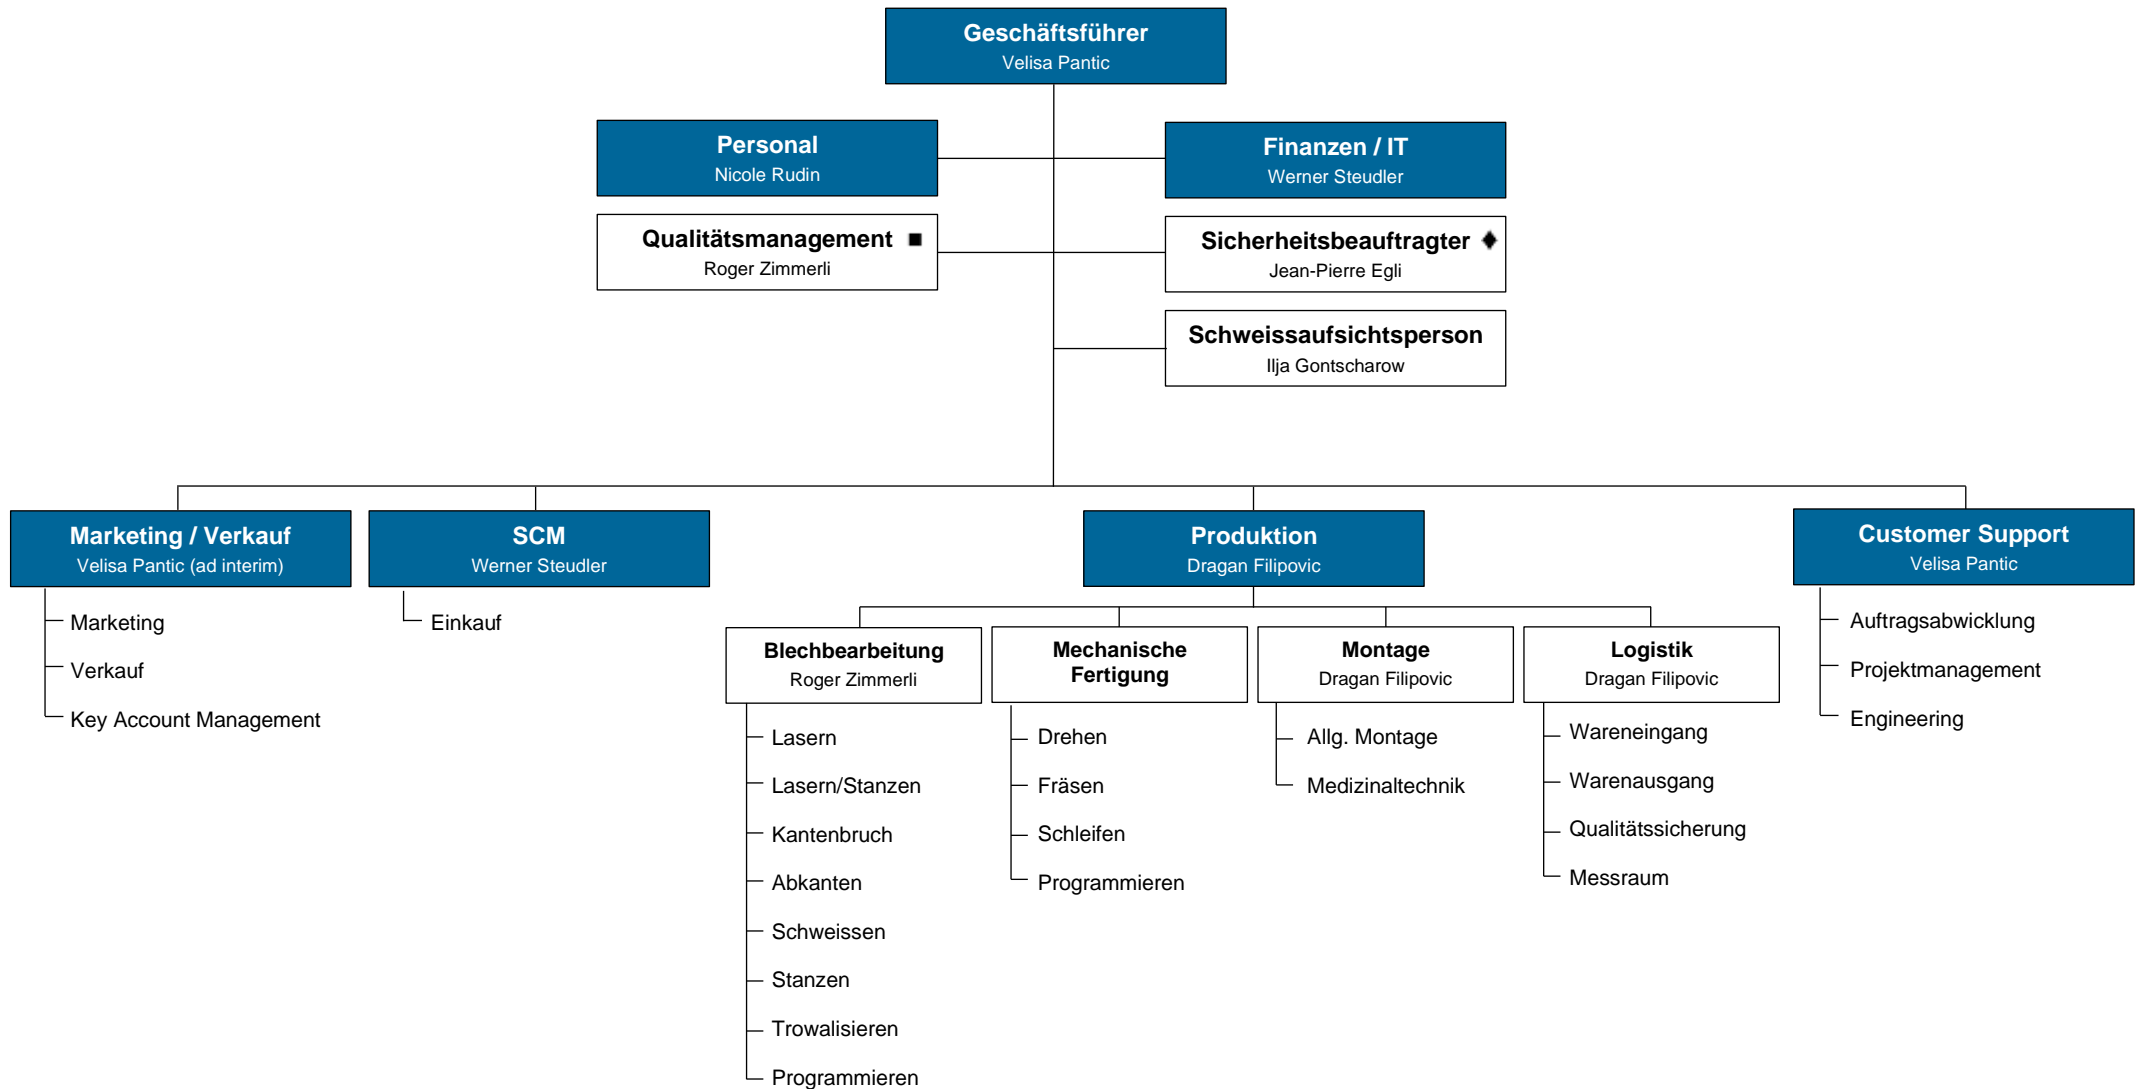 Geschäftsführer
Velisa Pantic
Personal
Nicole Rudin
Finanzen / IT
Werner Steudler
Qualitätsmanagement ■
Roger Zimmerli
Sicherheitsbeauftragter ♦
Jean-Pierre Egli
Schweissaufsichtsperson
Ilja Gontscharow
Marketing / Verkauf
Velisa Pantic (ad interim)
Marketing
Verkauf
Key Account Management
SCM
Werner Steudler
Einkauf
Produktion
Dragan Filipovic
Blechbearbeitung
Roger Zimmerli
Lasern
Lasern/Stanzen
Kantenbruch
Abkanten
Schweissen
Stanzen
Trowalisieren
Programmieren
Mechanische
Fertigung
Drehen
Fräsen
Schleifen
Programmieren
Montage
Dragan Filipovic
Allg. Montage
Medizinaltechnik
Logistik
Dragan Filipovic
Wareneingang
Warenausgang
Qualitätssicherung
Messraum
Customer Support
Velisa Pantic
Auftragsabwicklung
Projektmanagement
Engineering